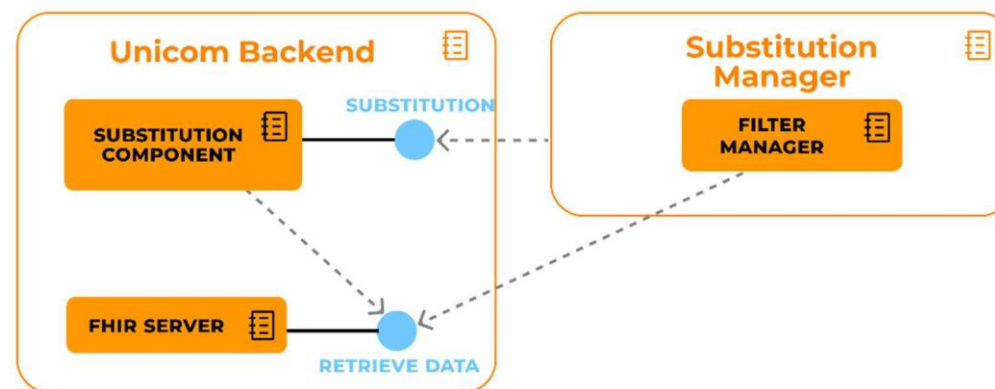 Unicom Backend
SUBSTITUTION
SUBSTITUTION
COMPONENT
FHIR SERVER
RETRIEVE DATA
Substitution
Manager
FILTER
MANAGER